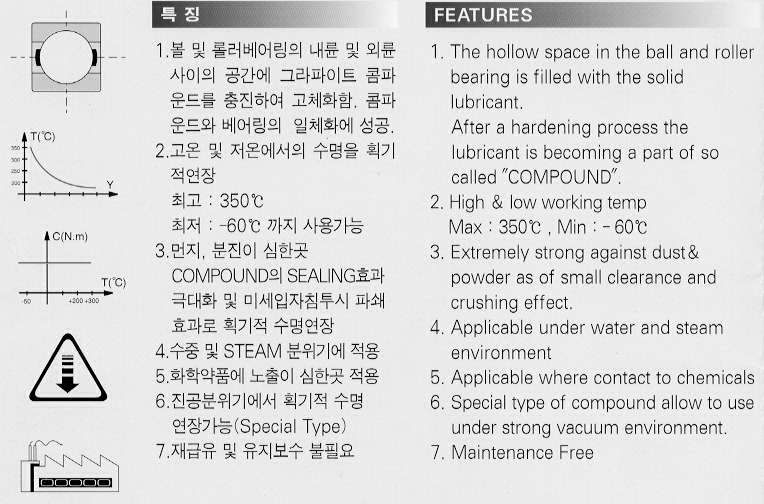 특 징
1.볼 및 롤러베어링의 내륜 및 외륜
사이의 공간에 그라파이트 콤파
운드를 충진하여 고체화함. 콤파
운드와 베어링의 일체화에 성공.
2.고온 및 저온에서의 수명을 획기
적연장
최고 : 350℃
최저 : -60℃ 까지 사용가능
3.먼지, 분진이 심한곳
COMPOUND의 SEALING효과
극대화 및 미세입자침투시 파쇄
효과로 획기적 수명연장
4.수중 및 STEAM 분위기에 적용
5.화학약품에 노출이 심한곳 적용
6.진공분위기에서 획기적 수명
연장가능(Special Type)
7.재급유 및 유지보수 불필요
FEATURES
1. The hollow space in the ball and roller
bearing is filled with the solid
lubricant.
After a hardening process the
lubricant is becoming a part of so
called "COMPOUND".
2. High & low working temp
Max : 350℃ , Min : - 60℃
3. Extremely strong against dust&
powder as of small clearance and
crushing effect.
4. Applicable under water and steam
environment
5. Applicable where contact to chemicals
6. Special type of compound allow to use
under strong vacuum environment.
7. Maintenance Free
T(℃)
350
300
250
200
Y
C(N.m)
T(℃)
-50 +200 +300